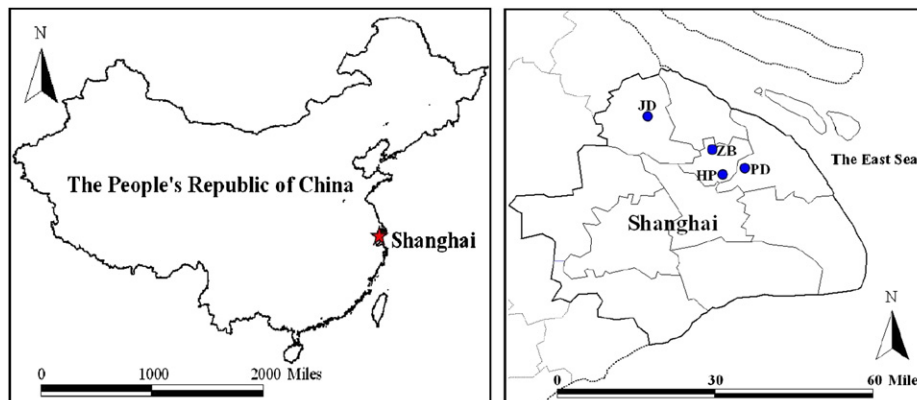 N
The People's Republic of China
Shanghai
0 1000 2000 Miles
JD
ZB
The East Sea
HP PD
Shanghai
N
0 30 60 Mile